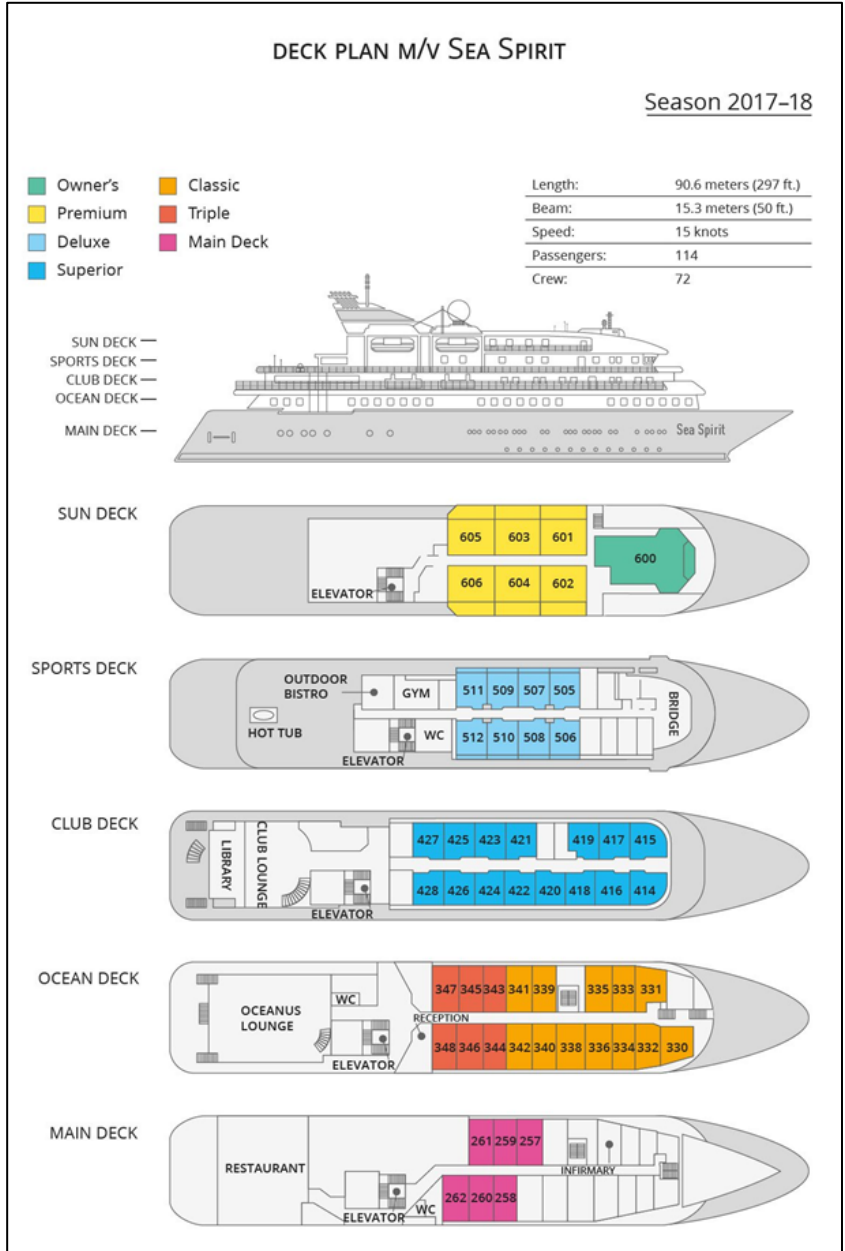 DECK PLAN M/V SEA SPIRIT
Season 2017–18
Owner's
Premium
Deluxe
Superior
Classic
Triple
Main Deck
Length: 90.6 meters (297 ft.)
Beam: 15.3 meters (50 ft.)
Speed: 15 knots
Passengers: 114
Crew: 72
SUN DECK
SPORTS DECK
CLUB DECK
OCEAN DECK
MAIN DECK
Sea Spirit
SUN DECK
605 603 601
600
606 604 602
ELEVATOR
SPORTS DECK
OUTDOOR
BISTRO
GYM
511 509 507 505
BRIDGE
HOT TUB
WC
512 510 508 506
ELEVATOR
CLUB DECK
LIBRARY
CLUB LOUNGE
427 425 423 421 419 417 415
428 426 424 422 420 418 416 414
ELEVATOR
OCEAN DECK
OCEANUS
LOUNGE
WC
347 345 343 341 339 335 333 331
RECEPTION
348 346 344 342 340 338 336 334 332 330
ELEVATOR
MAIN DECK
RESTAURANT
261 259 257
INFIRMARY
262 260 258
WC
ELEVATOR